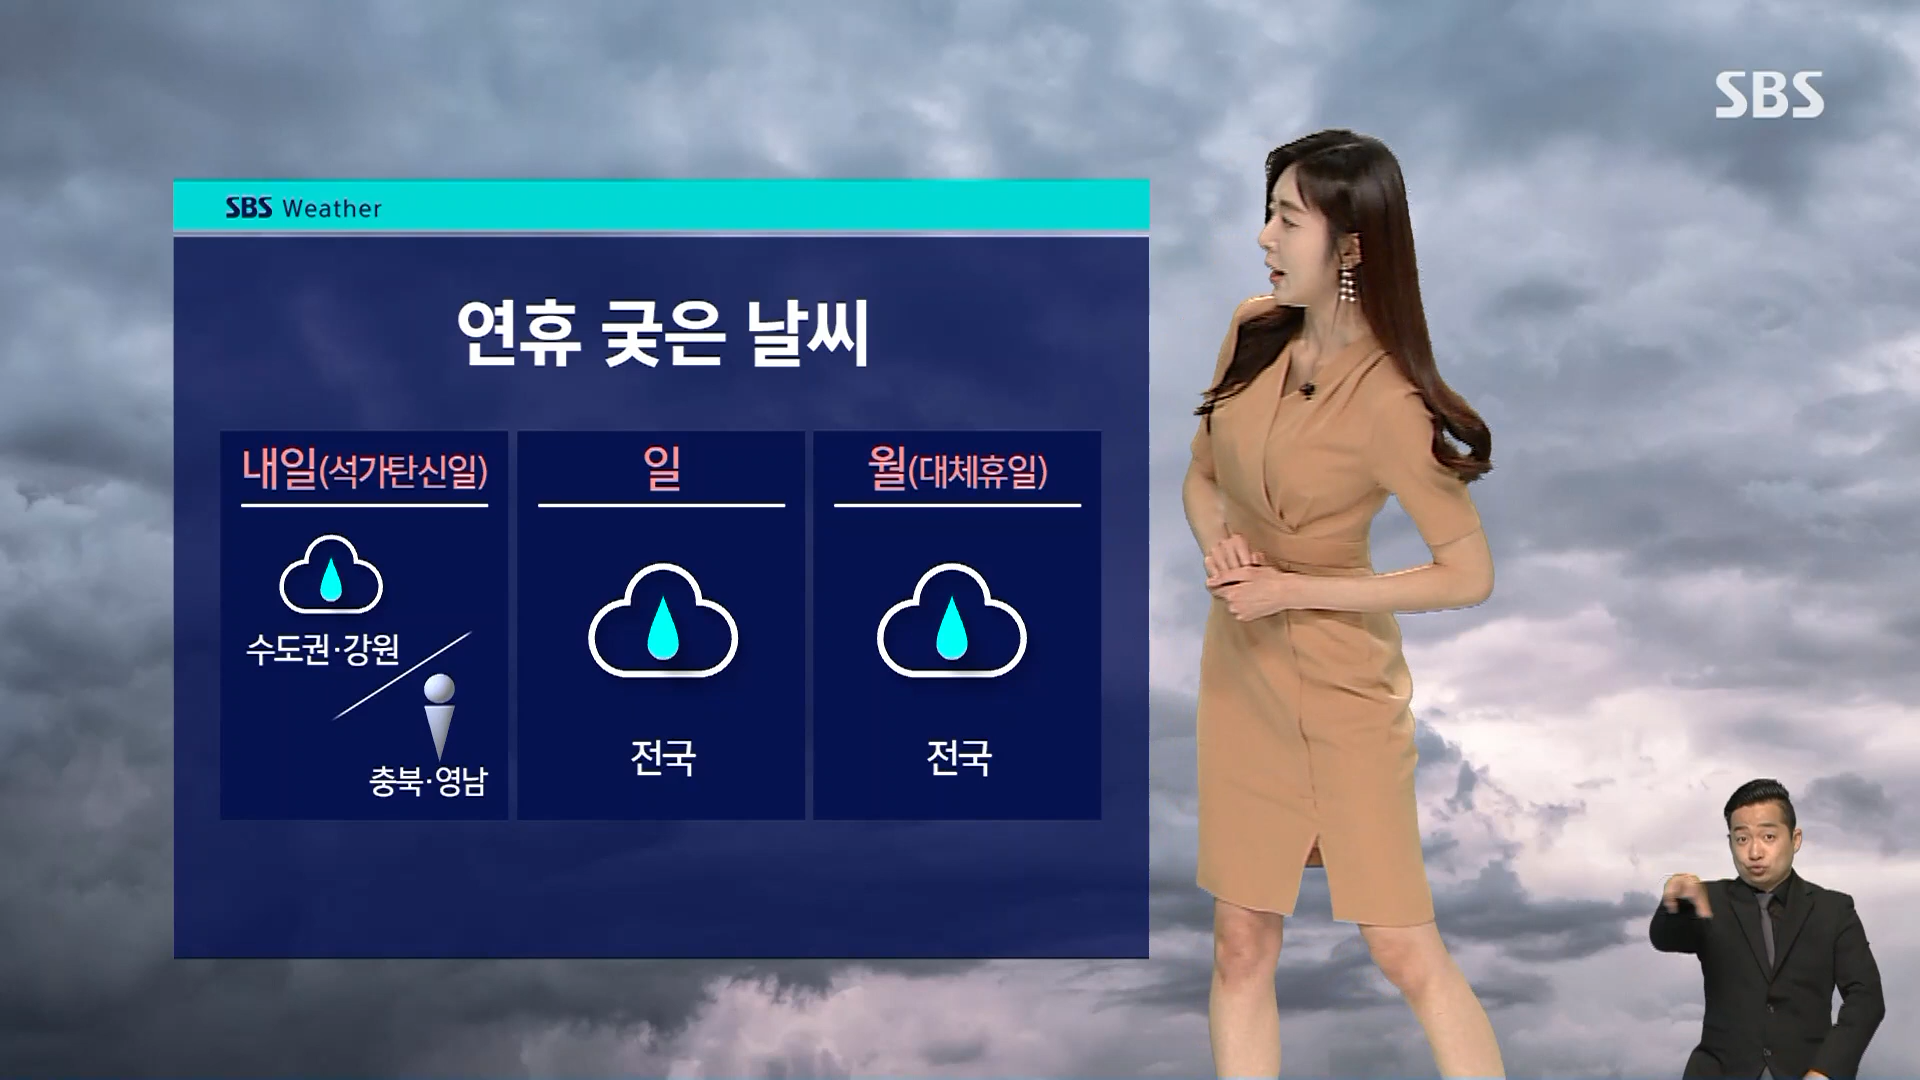 SBS
SBS Weather
연휴 궂은 날씨
내일(석가탄신일)
수도권·강원
충북·영남
일
전국
월(대체휴일)
전국